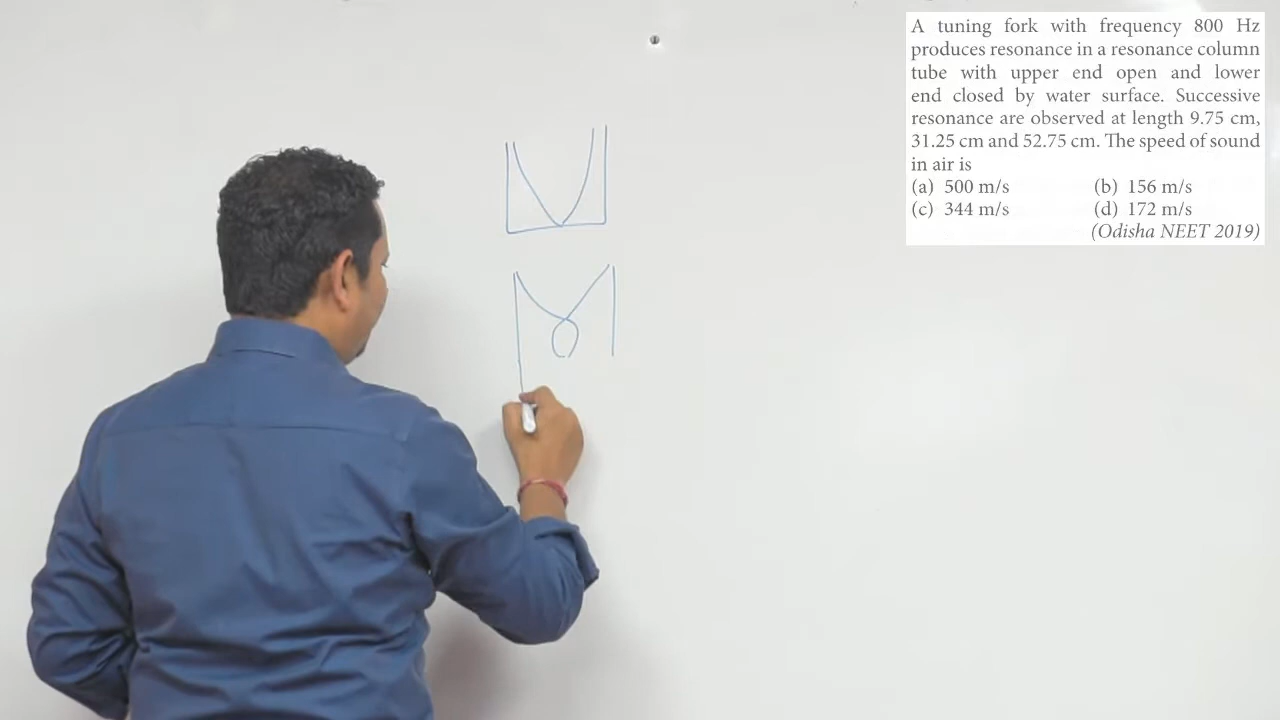 A tuning fork with frequency 800 Hz
produces resonance in a resonance column
tube with upper end open and lower
end closed by water surface. Successive
resonance are observed at length 9.75 cm,
31.25 cm and 52.75 cm. The speed of sound
in air is
(a) 500 m/s (b) 156 m/s
(c) 344 m/s (d) 172 m/s
(Odisha NEET 2019)